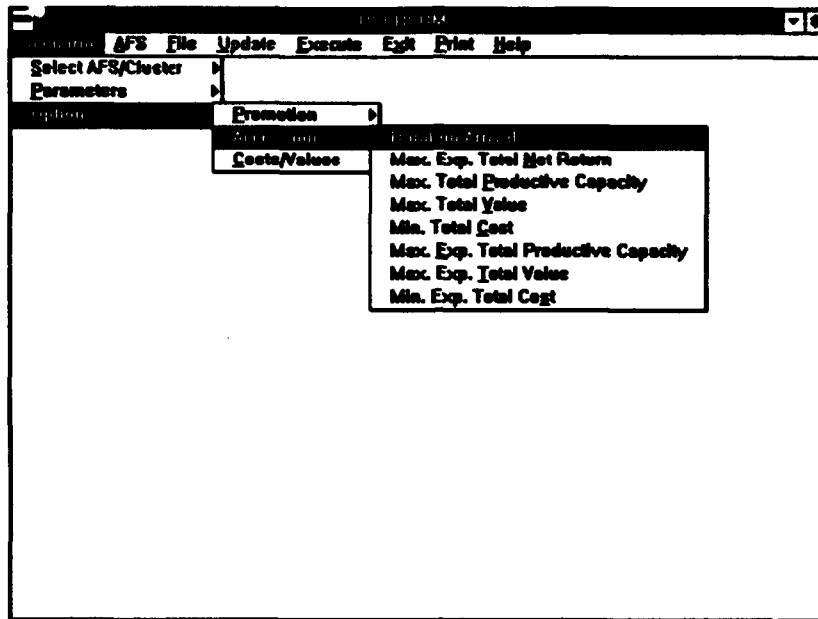 AFS File Update Execute Exit Print Help
Select AFS/Cluster
Parameters
Option
Promotion
Costs/Values
Max. Exp. Total Net Return
Max. Total Productive Capacity
Max. Total Value
Min. Total Cost
Max. Exp. Total Productive Capacity
Max. Exp. Total Value
Min. Exp. Total Cost